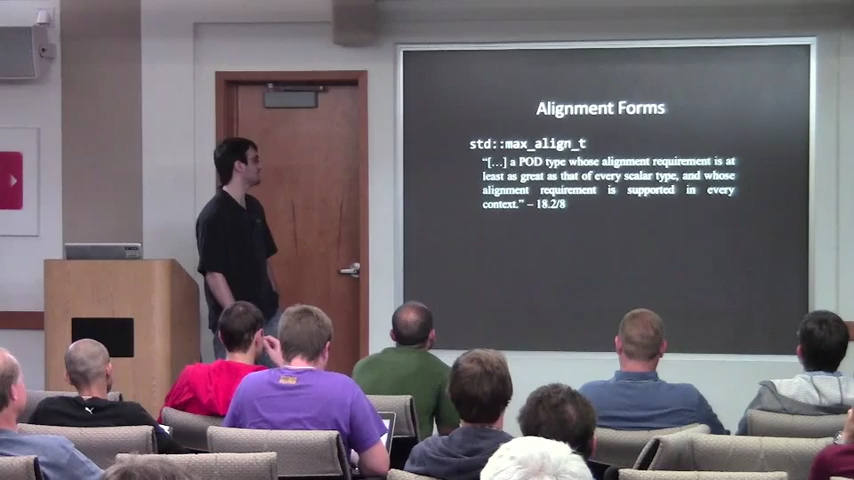 Alignment Forms
std::max_align_t
“[…] a POD type whose alignment requirement is at
least as great as that of every scalar type, and whose
alignment requirement is supported in every
context.” – 18.2/8